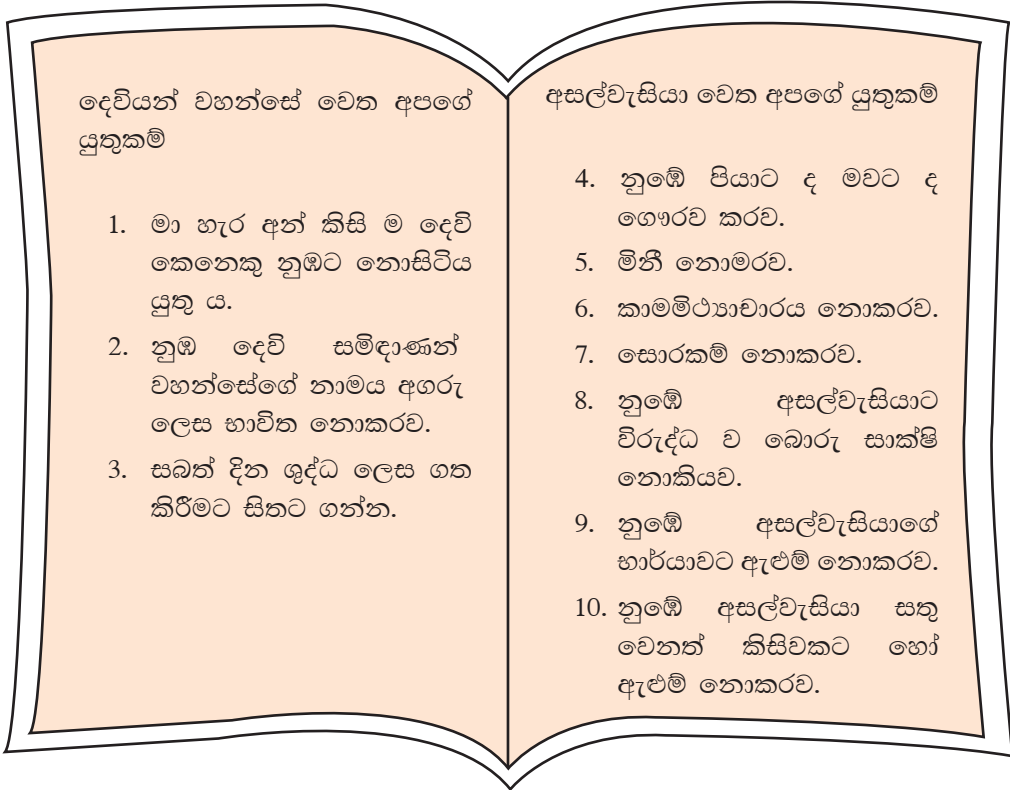 දෙවියන් වහන්සේ වෙත අපගේ
යුතුකම්
1. මා හැර අන් කිසි ම දෙවි
කෙනෙකු නුඹට නොසිටිය
යුතු ය.
2. නුඹ දෙවි සමිඳාණන්
වහන්සේගේ නාමය අගරු
ලෙස භාවිත නොකරව.
3. සබත් දින ශුද්ධ ලෙස ගත
කිරීමට සිතට ගන්න.
අසල්වැසියා වෙත අපගේ යුතුකම්
4. නුඹේ පියාට ද මවට ද
ගෞරව කරව.
5. මිනී නොමරව.
6. කාමමිථ්‍යාචාරය නොකරව.
7. සොරකම් නොකරව.
8. නුඹේ අසල්වැසියාට
විරුද්ධ ව බොරු සාක්ෂි
නොකියව.
9. නුඹේ අසල්වැසියාගේ
භාර්යාවට ඇළුම් නොකරව.
10. නුඹේ අසල්වැසියා සතු
වෙනත් කිසිවකට හෝ
ඇළුම් නොකරව.